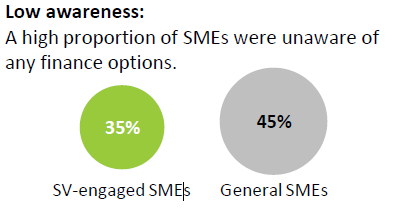 Low awareness:
A high proportion of SMEs were unaware of
any finance options.
35%
45%
SV-engaged SMEs
General SMEs